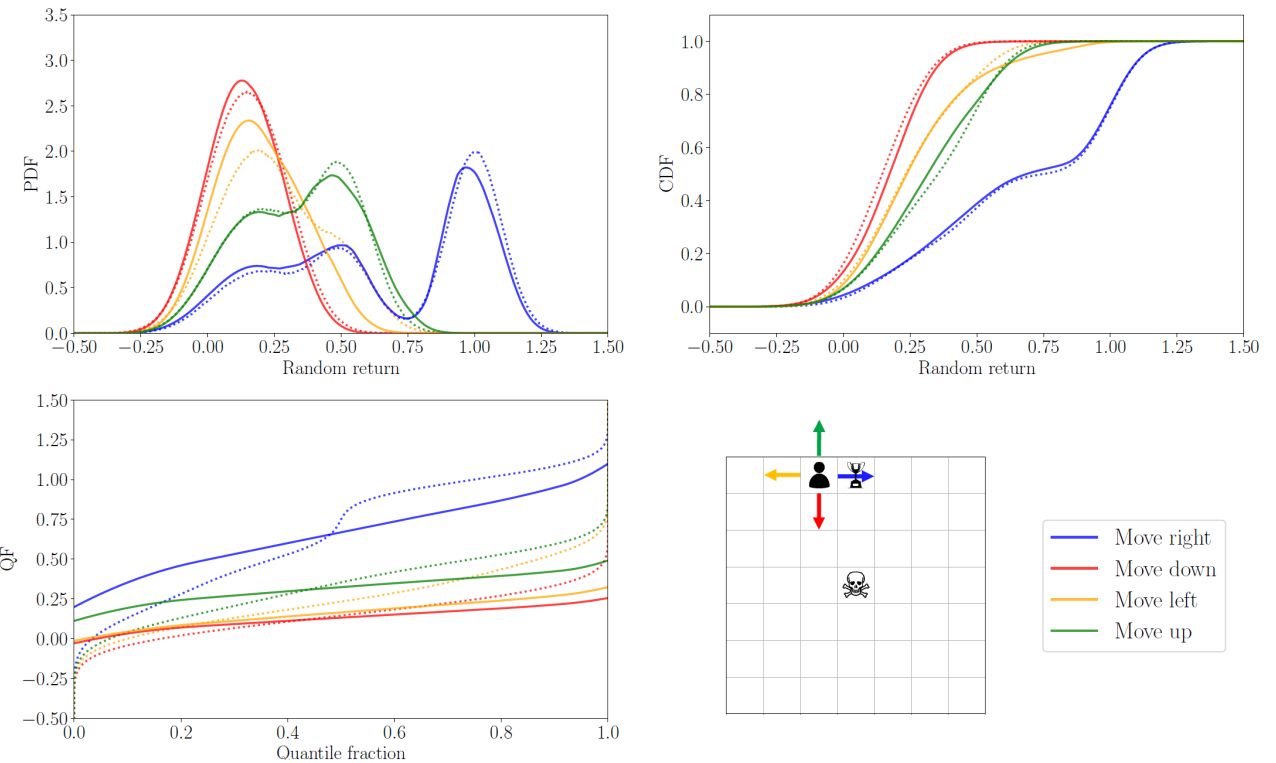 3.5
3.0
2.5
2.0
1.5
1.0
0.5
0.0
PDF
−0.50 −0.25 0.00 0.25 0.50 0.75 1.00 1.25 1.50
Random return
1.0
0.8
0.6
0.4
0.2
0.0
CDF
−0.50 −0.25 0.00 0.25 0.50 0.75 1.00 1.25 1.50
Random return
1.50
1.25
1.00
0.75
0.50
0.25
0.00
−0.25
−0.50
QF
0.0 0.2 0.4 0.6 0.8 1.0
Quantile fraction
Move right
Move down
Move left
Move up